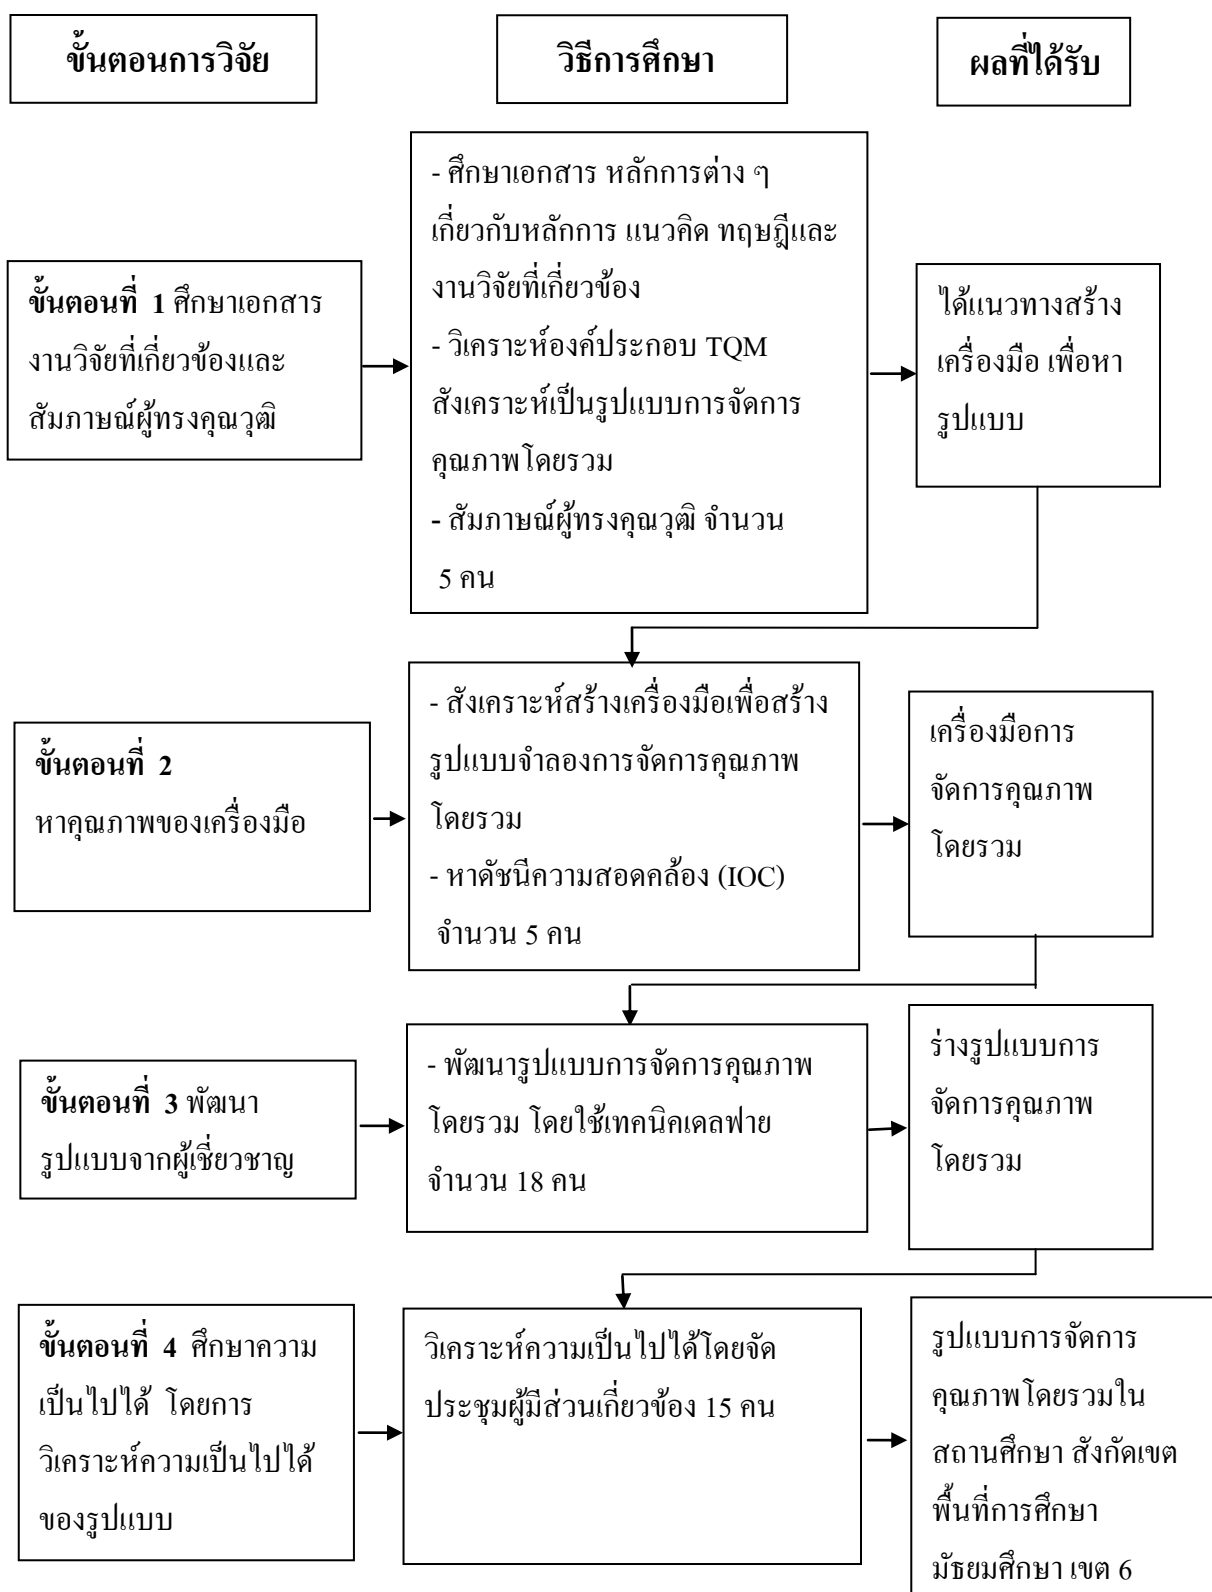 ขั้นตอนการวิจัย
วิธีการศึกษา
ผลที่ได้รับ
ขั้นตอนที่ 1 ศึกษาเอกสาร
งานวิจัยที่เกี่ยวข้องและ
สัมภาษณ์ผู้ทรงคุณวุฒิ
- ศึกษาเอกสาร หลักการต่าง ๆ
เกี่ยวกับหลักการ แนวคิด ทฤษฎีและ
งานวิจัยที่เกี่ยวข้อง
- วิเคราะห์องค์ประกอบ TQM
สังเคราะห์เป็นรูปแบบการจัดการ
คุณภาพโดยรวม
- สัมภาษณ์ผู้ทรงคุณวุฒิ จำนวน
5 คน
ได้แนวทางสร้าง
เครื่องมือ เพื่อหา
รูปแบบ
ขั้นตอนที่ 2
หาคุณภาพของเครื่องมือ
- สังเคราะห์สร้างเครื่องมือเพื่อสร้าง
รูปแบบจำลองการจัดการคุณภาพ
โดยรวม
- หาดัชนีความสอดคล้อง (IOC)
จำนวน 5 คน
เครื่องมือการ
จัดการคุณภาพ
โดยรวม
ขั้นตอนที่ 3 พัฒนา
รูปแบบจากผู้เชี่ยวชาญ
- พัฒนารูปแบบการจัดการคุณภาพ
โดยรวม โดยใช้เทคนิคเดลฟาย
จำนวน 18 คน
ร่างรูปแบบการ
จัดการคุณภาพ
โดยรวม
ขั้นตอนที่ 4 ศึกษาความ
เป็นไปได้ โดยการ
วิเคราะห์ความเป็นไปได้
ของรูปแบบ
วิเคราะห์ความเป็นไปได้โดยจัด
ประชุมผู้มีส่วนเกี่ยวข้อง 15 คน
รูปแบบการจัดการ
คุณภาพโดยรวมใน
สถานศึกษา สังกัดเขต
พื้นที่การศึกษา
มัธยมศึกษา เขต 6